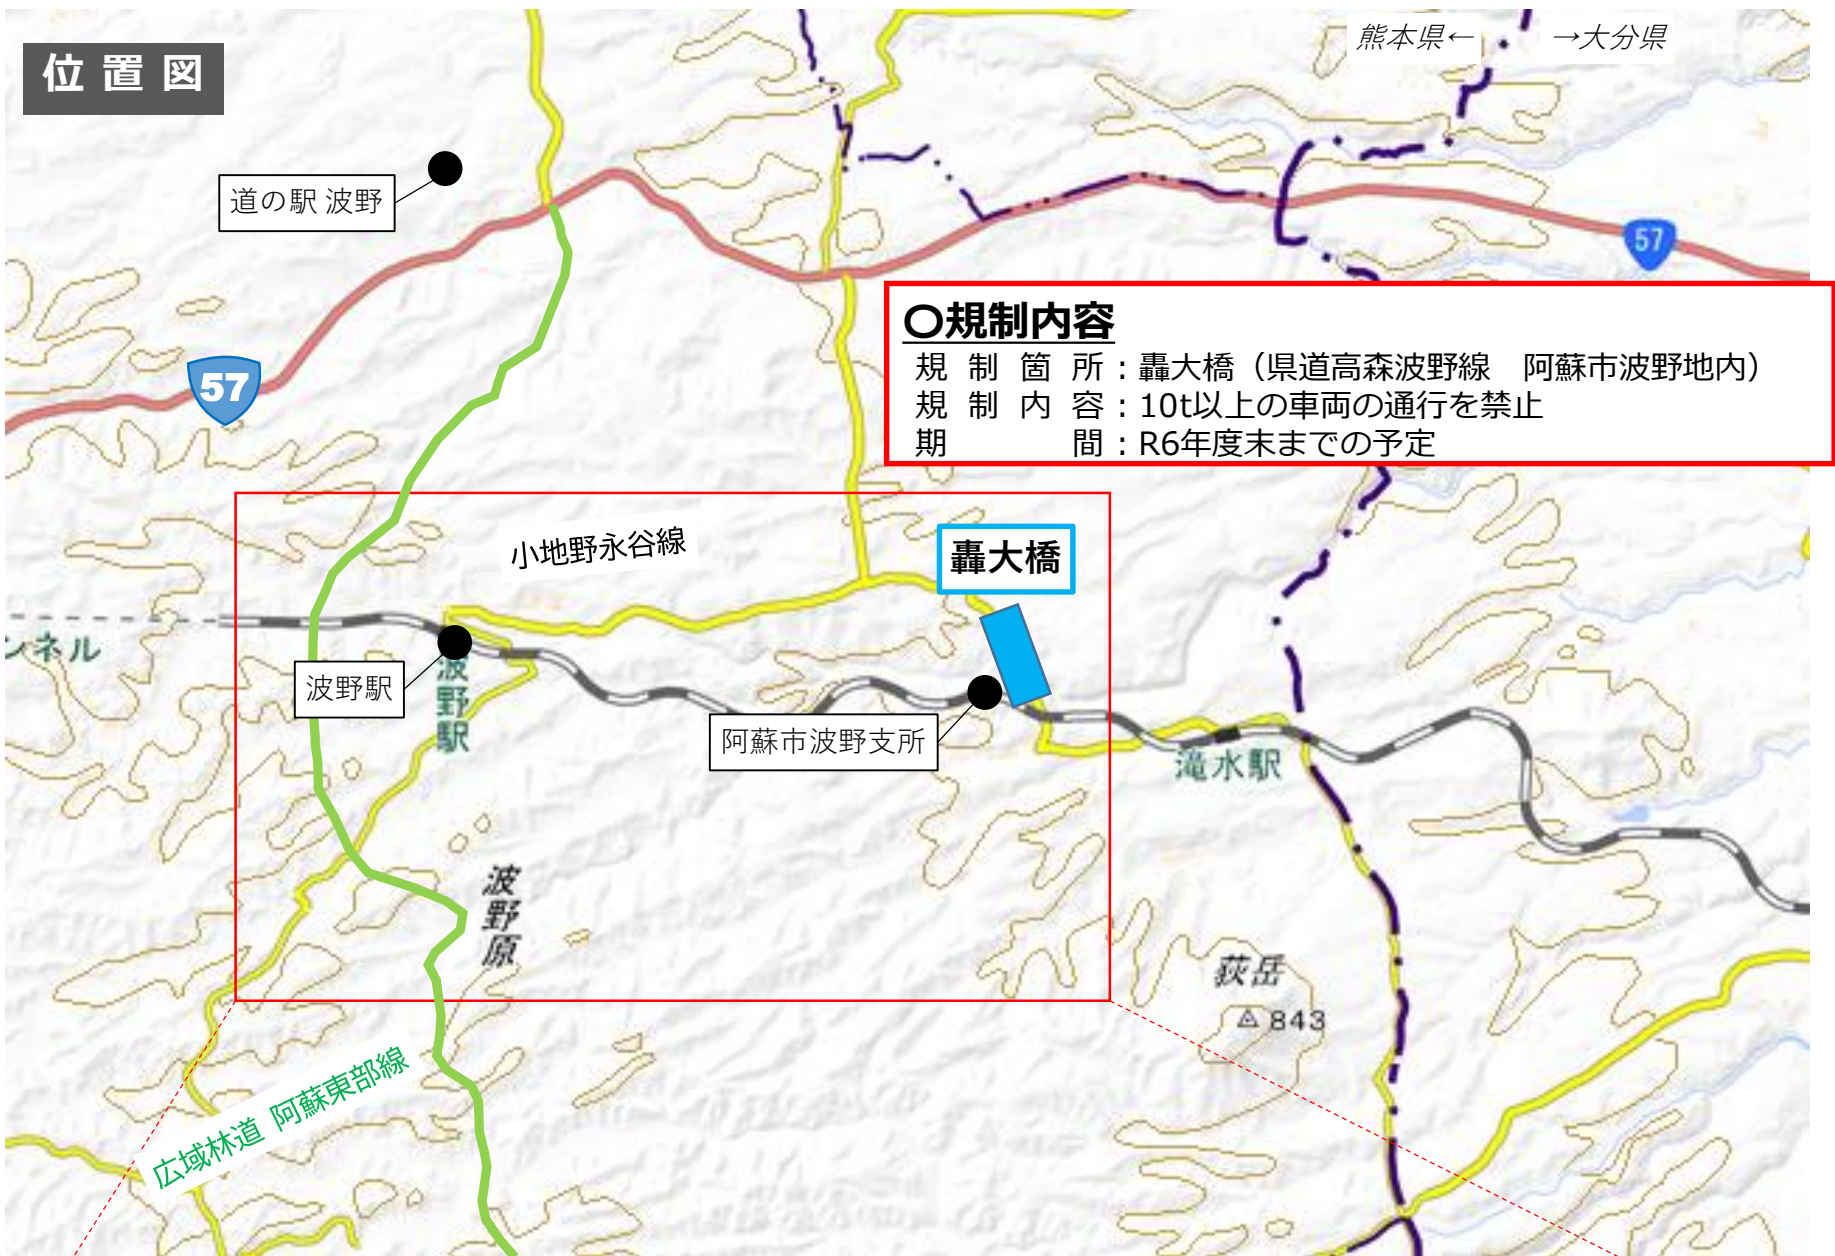 位置図
熊本県←
→大分県
道の駅 波野
57
57
〇規制内容
規制箇所：轟大橋（県道高森波野線　阿蘇市波野地内）
規制内容：10t以上の車両の通行を禁止
期間：R6年度末までの予定
小地野永谷線
轟大橋
ンネル
波野駅
波野駅
阿蘇市波野支所
滝水駅
波野原
荻岳
843
広域林道 阿蘇東部線